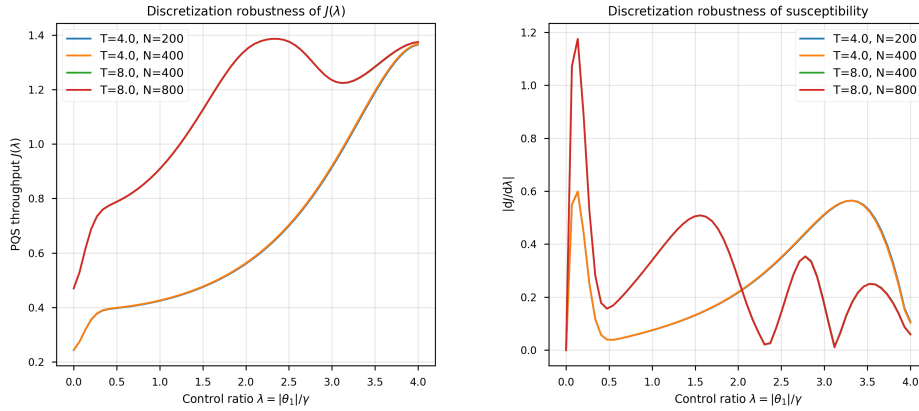 Discretization robustness of J(λ)
T=4.0, N=200
T=4.0, N=400
T=8.0, N=400
T=8.0, N=800
PQS throughput J(λ)
1.4
1.2
1.0
0.8
0.6
0.4
0.2
0.0 0.5 1.0 1.5 2.0 2.5 3.0 3.5 4.0
Control ratio λ = |θ₁|/γ
Discretization robustness of susceptibility
T=4.0, N=200
T=4.0, N=400
T=8.0, N=400
T=8.0, N=800
|dJ/dλ|
1.2
1.0
0.8
0.6
0.4
0.2
0.0
0.0 0.5 1.0 1.5 2.0 2.5 3.0 3.5 4.0
Control ratio λ = |θ₁|/γ